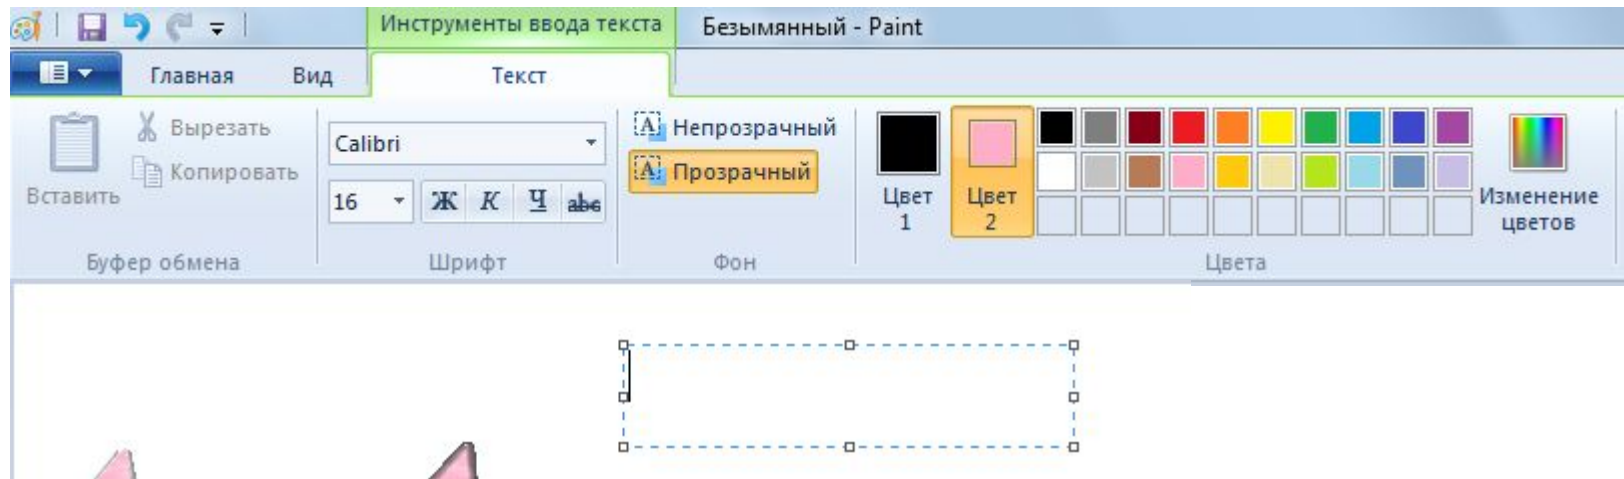 Инструменты ввода текста
Безымянный - Paint
Главная
Вид
Текст
Вставить
Вырезать
Копировать
Буфер обмена
Calibri
16
Ж К Ч abc
Шрифт
Непрозрачный
Прозрачный
Фон
Цвет
1
Цвет
2
Изменение
цветов
Цвета